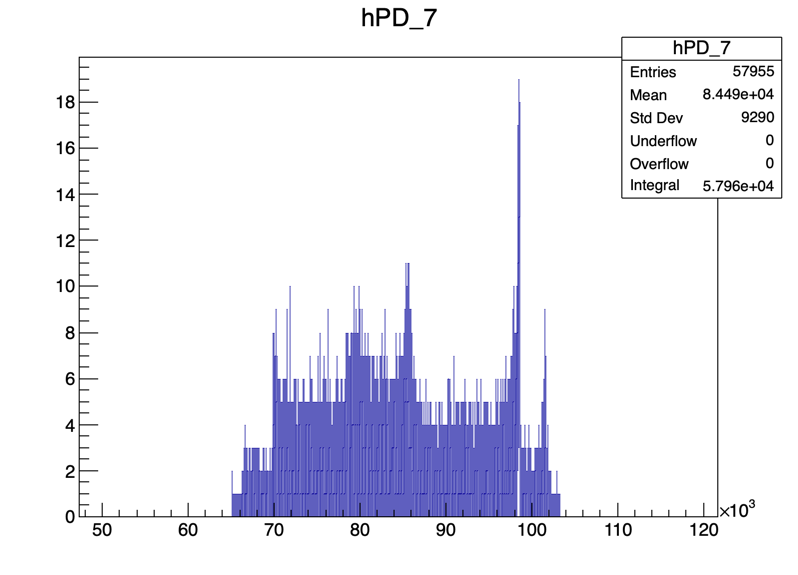 hPD_7
hPD_7
Entries 57955
Mean 8.449e+04
Std Dev 9290
Underflow 0
Overflow 0
Integral 5.796e+04
18
16
14
12
10
8
6
4
2
0
50 60 70 80 90 100 110 120
×10³